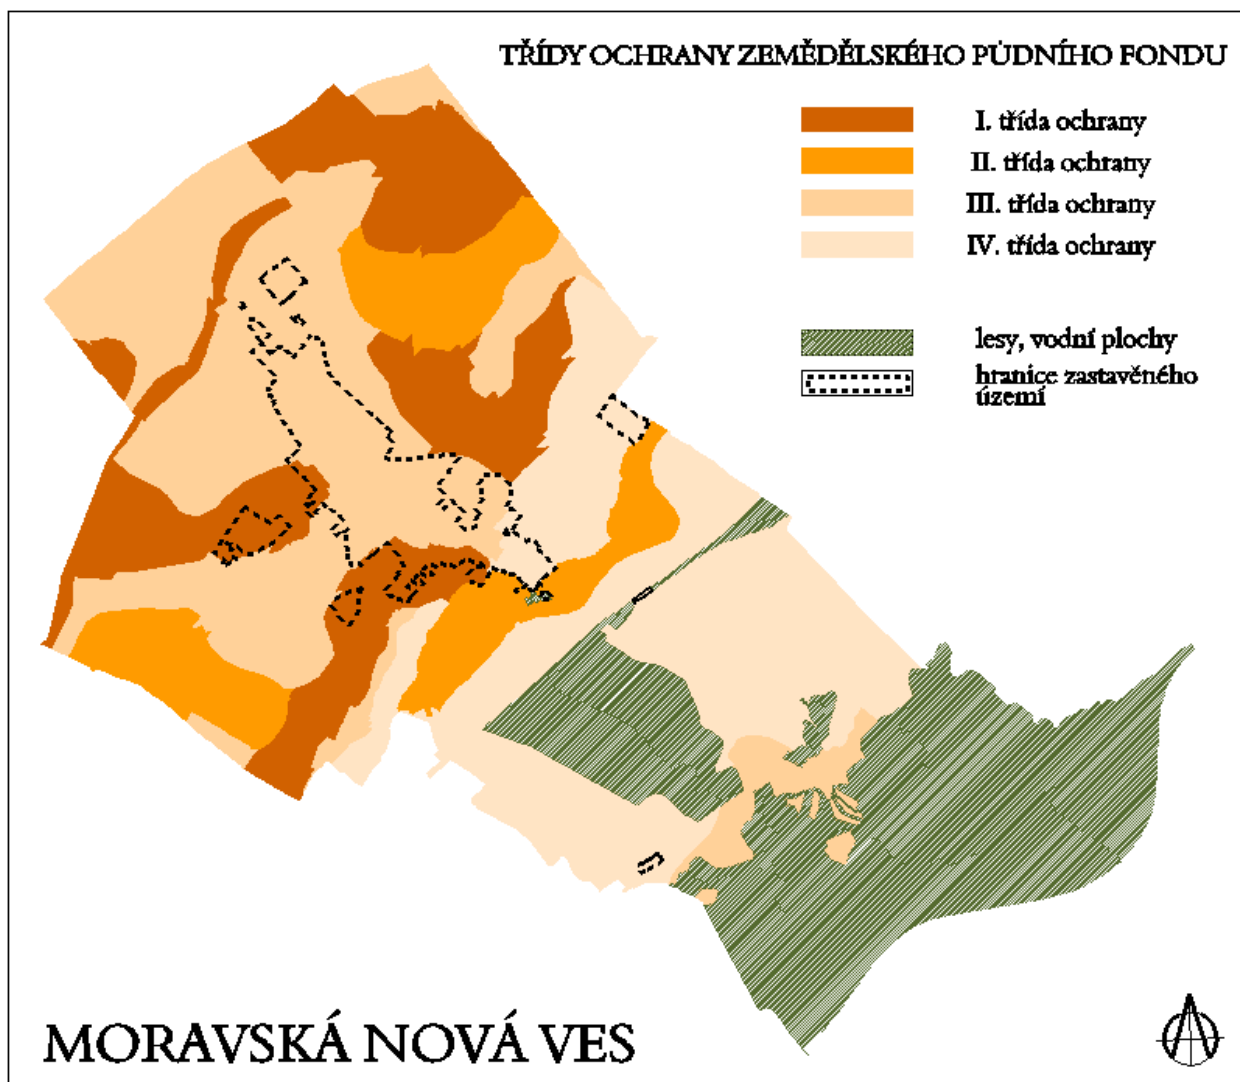 TŘÍDY OCHRANY ZEMĚDĚLSKÉHO PŮDNÍHO FONDU
I. třída ochrany
II. třída ochrany
III. třída ochrany
IV. třída ochrany
lesy, vodní plochy
hranice zastavěného
území
MORAVSKÁ NOVÁ VES